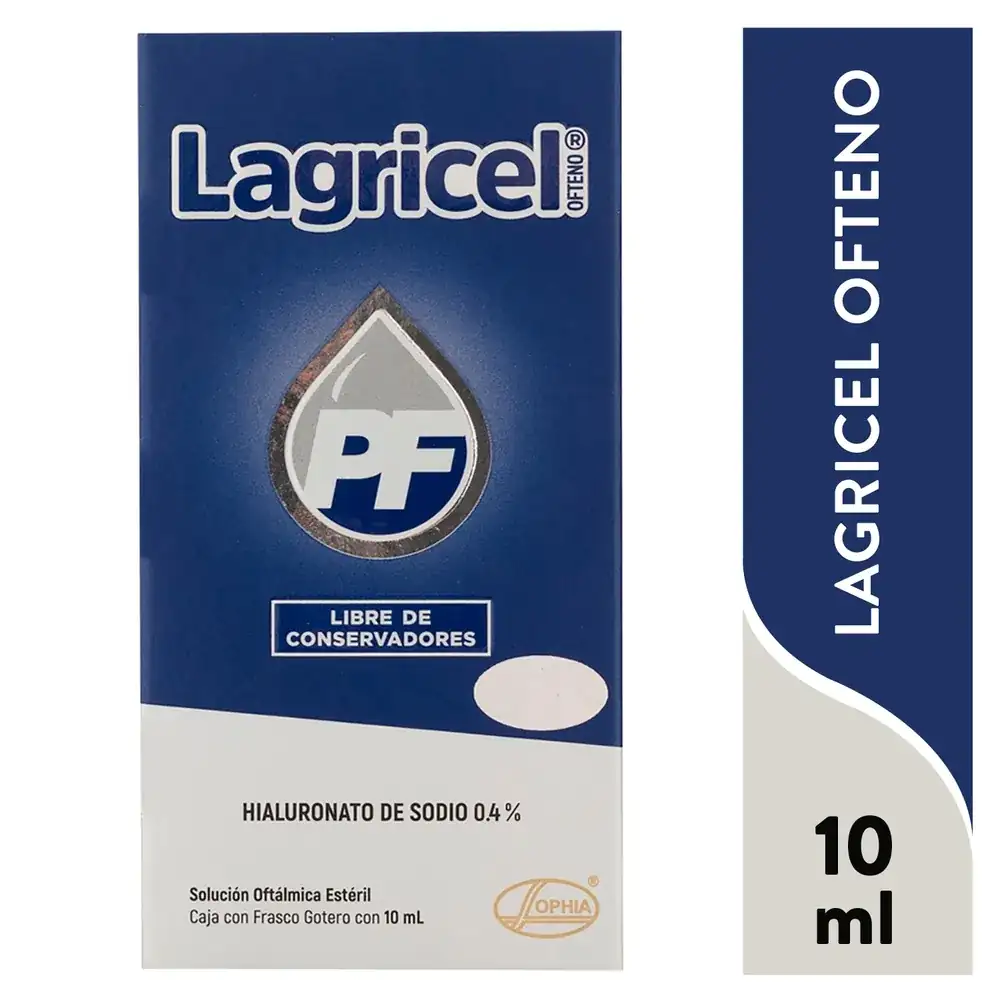 Lagricel®
OFTENO
PF
LIBRE DE
CONSERVADORES
HIALURONATO DE SODIO 0.4 %
Solución Oftálmica Estéril
Caja con Frasco Gotero con 10 mL
SOPHIA®
LAGRICEL OFTENO
10
ml